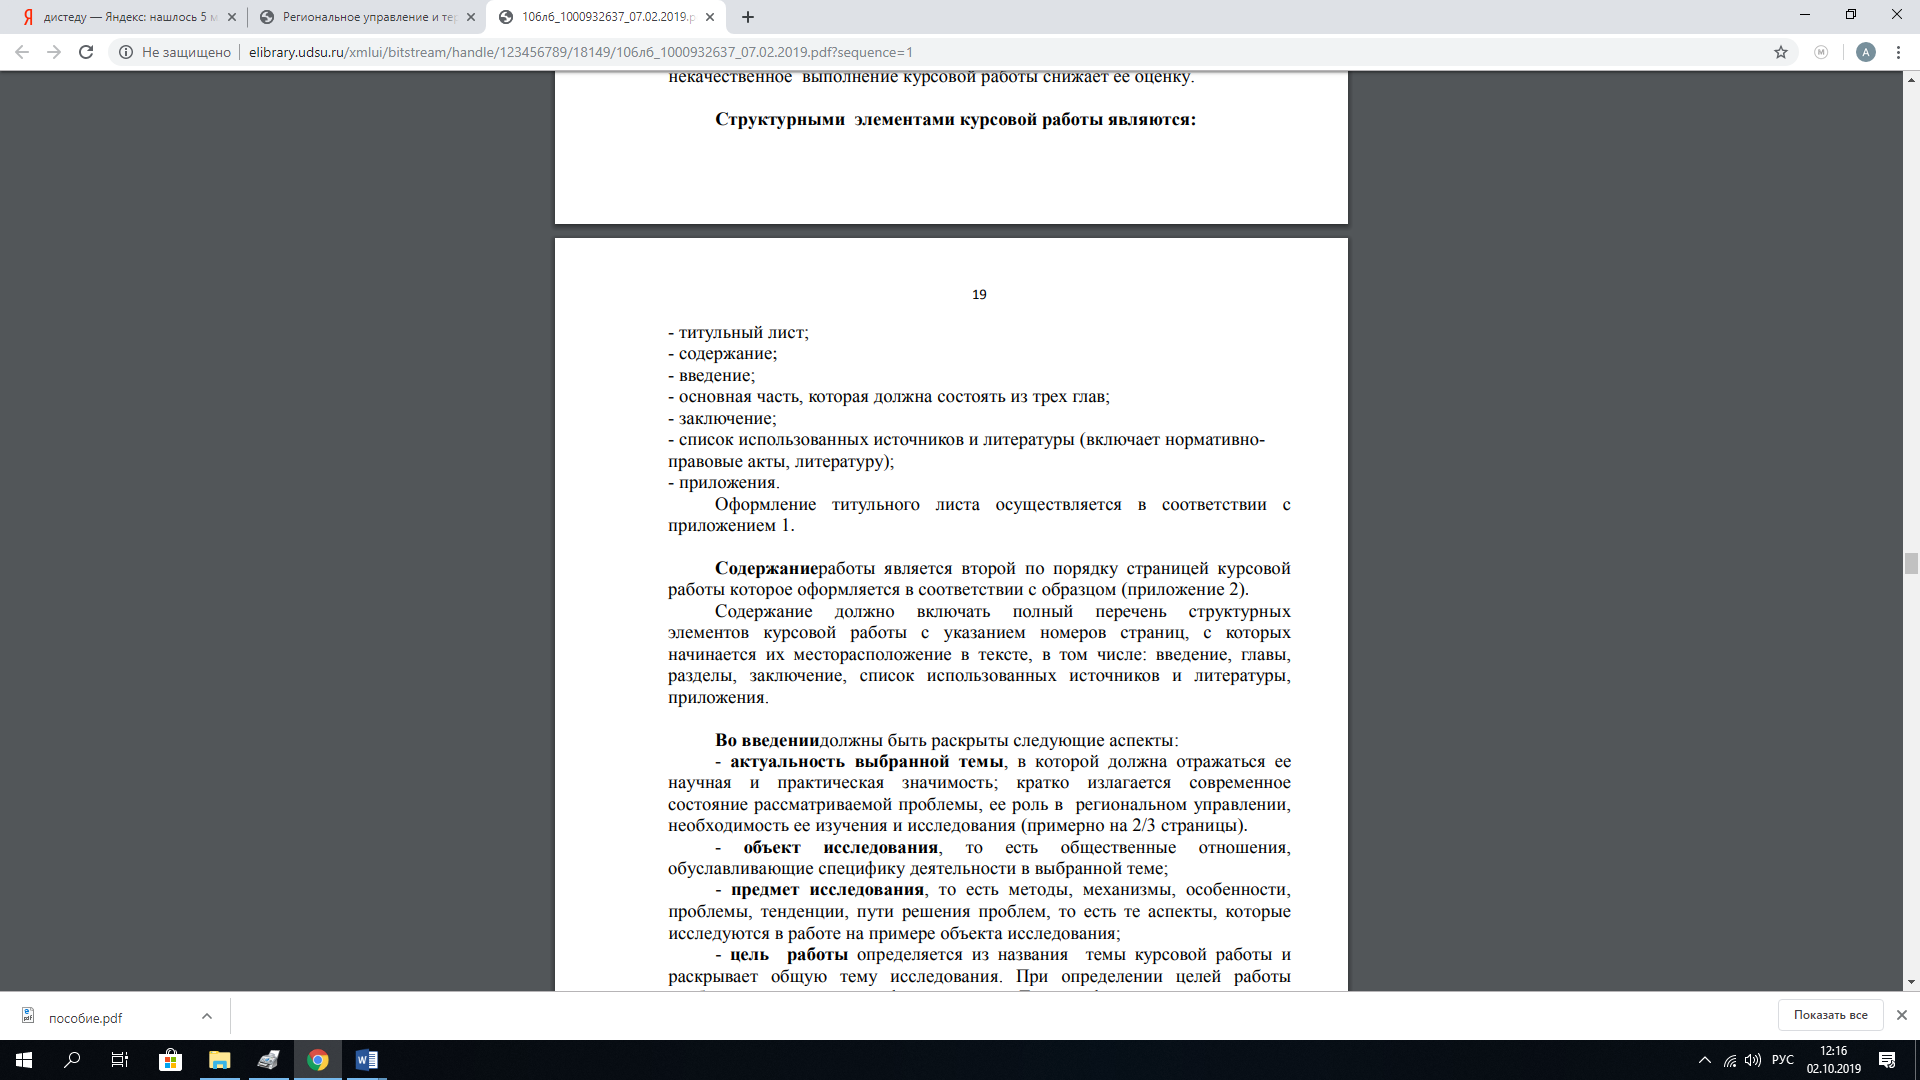 дистеду — Яндекс: нашлось 5 м
Региональное управление и тер
106лб_1000932637_07.02.2019.p
Не защищено
elibrary.udsu.ru/xmlui/bitstream/handle/123456789/18149/106лб_1000932637_07.02.2019.pdf?sequence=1
некачественное  выполнение курсовой работы снижает ее оценку.
Структурными  элементами курсовой работы являются:
19
- титульный лист;
- содержание;
- введение;
- основная часть, которая должна состоять из трех глав;
- заключение;
- список использованных источников и литературы (включает нормативно-
правовые акты, литературу);
- приложения.
Оформление титульного листа осуществляется в соответствии с
приложением 1.
Содержаниеработы является второй по порядку страницей курсовой
работы которое оформляется в соответствии с образцом (приложение 2).
Содержание должно включать полный перечень структурных
элементов курсовой работы с указанием номеров страниц, с которых
начинается их месторасположение в тексте, в том числе: введение, главы,
разделы, заключение, список использованных источников и литературы,
приложения.
Во введениидолжны быть раскрыты следующие аспекты:
- актуальность выбранной темы, в которой должна отражаться ее
научная и практическая значимость; кратко излагается современное
состояние рассматриваемой проблемы, ее роль в  региональном управлении,
необходимость ее изучения и исследования (примерно на 2/3 страницы).
- объект исследования, то есть общественные отношения,
обуславливающие специфику деятельности в выбранной теме;
- предмет исследования, то есть методы, механизмы, особенности,
проблемы, тенденции, пути решения проблем, то есть те аспекты, которые
исследуются в работе на примере объекта исследования;
- цель  работы определяется из названия  темы курсовой работы и
раскрывает общую тему исследования. При определении целей работы
пособие.pdf
Показать все
РУС
12:16
02.10.2019